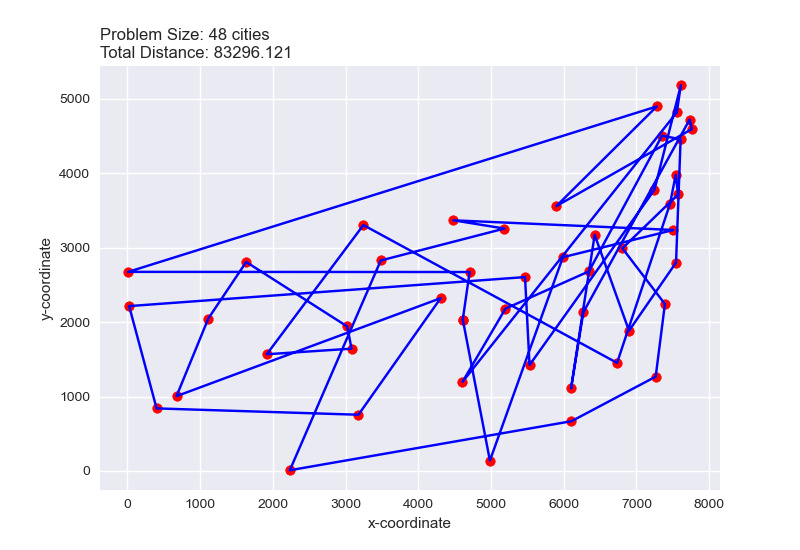 Problem Size: 48 cities
Total Distance: 83296.121
5000
4000
3000
2000
1000
0
y-coordinate
0 1000 2000 3000 4000 5000 6000 7000 8000
x-coordinate